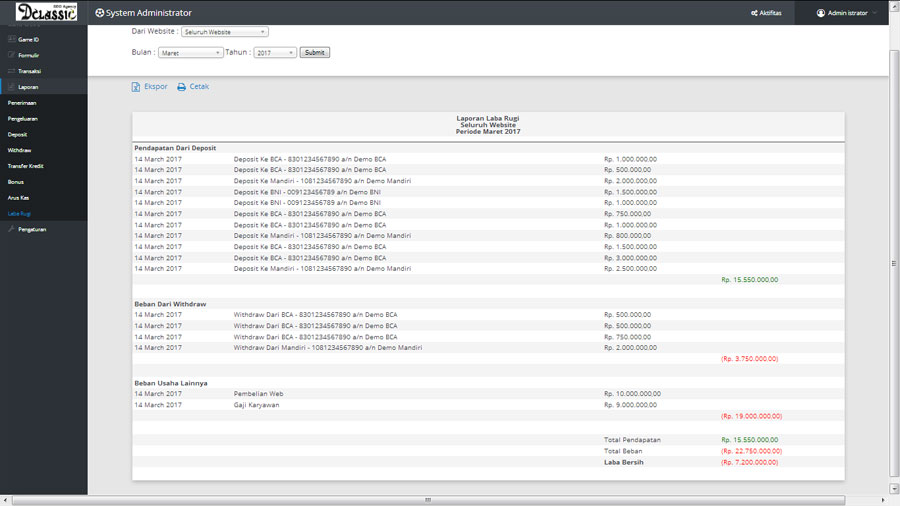 SEO Agency
D'Classic
System Administrator
Aktifitas
Admin istrator
Game ID
Formulir
Transaksi
Laporan
Penerimaan
Pengeluaran
Deposit
Withdraw
Transfer Kredit
Bonus
Arus Kas
Laba Rugi
Pengaturan
Dari Website : Seluruh Website
Bulan : Maret Tahun : 2017 Submit
Ekspor Cetak
Laporan Laba Rugi
Seluruh Website
Periode Maret 2017
Pendapatan Dari Deposit
14 March 2017 Deposit Ke BCA - 8301234567890 a/n Demo BCA Rp. 1.000.000,00
14 March 2017 Deposit Ke BCA - 8301234567890 a/n Demo BCA Rp. 500.000,00
14 March 2017 Deposit Ke Mandiri - 1081234567890 a/n Demo Mandiri Rp. 2.000.000,00
14 March 2017 Deposit Ke BNI - 009123456789 a/n Demo BNI Rp. 1.500.000,00
14 March 2017 Deposit Ke BNI - 009123456789 a/n Demo BNI Rp. 1.000.000,00
14 March 2017 Deposit Ke BCA - 8301234567890 a/n Demo BCA Rp. 750.000,00
14 March 2017 Deposit Ke BCA - 8301234567890 a/n Demo BCA Rp. 1.000.000,00
14 March 2017 Deposit Ke Mandiri - 1081234567890 a/n Demo Mandiri Rp. 800.000,00
14 March 2017 Deposit Ke BCA - 8301234567890 a/n Demo BCA Rp. 1.500.000,00
14 March 2017 Deposit Ke BCA - 8301234567890 a/n Demo BCA Rp. 3.000.000,00
14 March 2017 Deposit Ke Mandiri - 1081234567890 a/n Demo Mandiri Rp. 2.500.000,00
Rp. 15.550.000,00
Beban Dari Withdraw
14 March 2017 Withdraw Dari BCA - 8301234567890 a/n Demo BCA Rp. 500.000,00
14 March 2017 Withdraw Dari BCA - 8301234567890 a/n Demo BCA Rp. 500.000,00
14 March 2017 Withdraw Dari BCA - 8301234567890 a/n Demo BCA Rp. 750.000,00
14 March 2017 Withdraw Dari Mandiri - 1081234567890 a/n Demo Mandiri Rp. 2.000.000,00
(Rp. 3.750.000,00)
Beban Usaha Lainnya
14 March 2017 Pembelian Web Rp. 10.000.000,00
14 March 2017 Gaji Karyawan Rp. 9.000.000,00
(Rp. 19.000.000,00)
Total Pendapatan Rp. 15.550.000,00
Total Beban (Rp. 22.750.000,00)
Laba Bersih (Rp. 7.200.000,00)